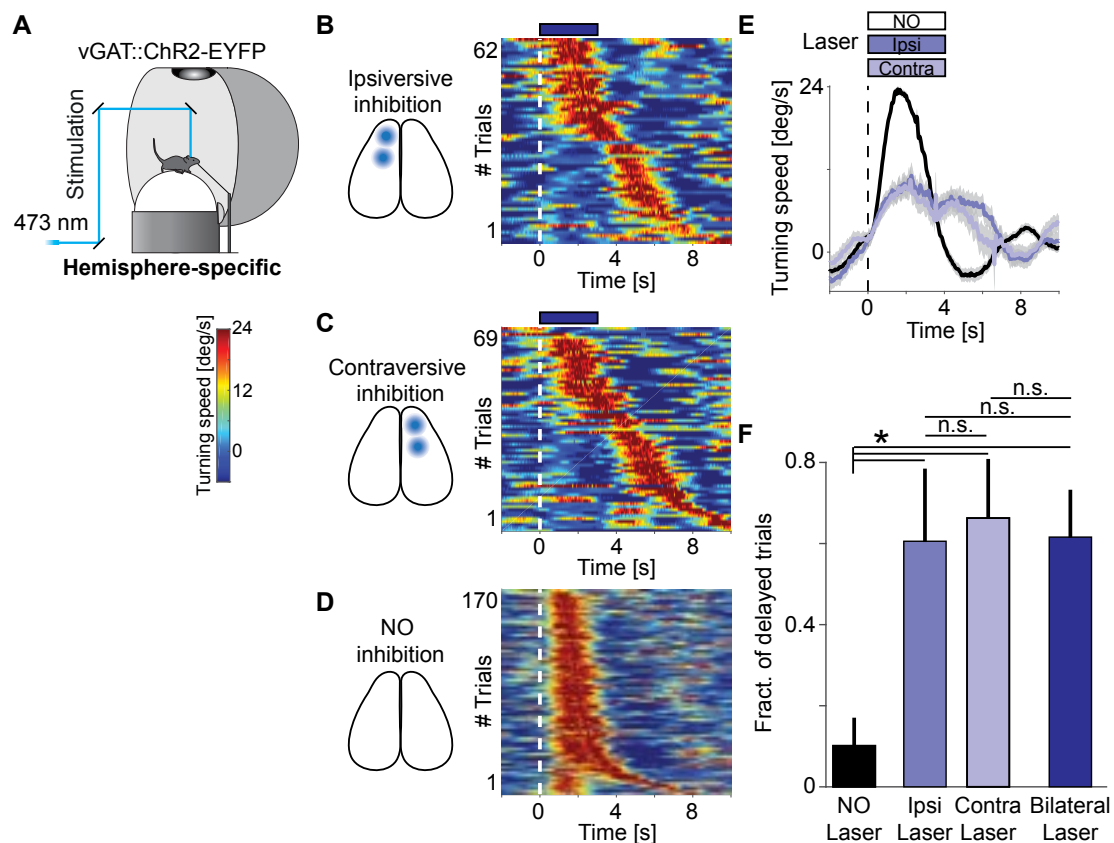 A
vGAT::ChR2-EYFP
Stimulation
473 nm
Hemisphere-specific
Turning speed [deg/s]
24
12
0
B
Ipsiversive
inhibition
# Trials
62
1
0
4
8
Time [s]
C
Contraversive
inhibition
# Trials
69
1
0
4
8
Time [s]
D
NO
inhibition
# Trials
170
1
0
4
8
Time [s]
E
Laser
NO
Ipsi
Contra
Turning speed [deg/s]
24
12
0
0
4
8
Time [s]
F
n.s.
n.s.
n.s.
*
Fract. of delayed trials
0.8
0.4
0
NO Ipsi Contra Bilateral
Laser Laser Laser Laser